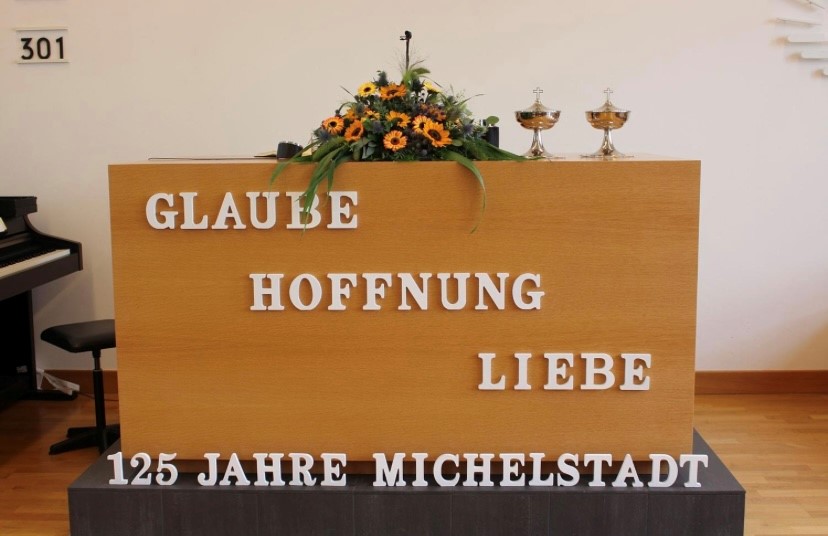 301
GLAUBE
HOFFNUNG
LIEBE
125 JAHRE MICHELSTADT